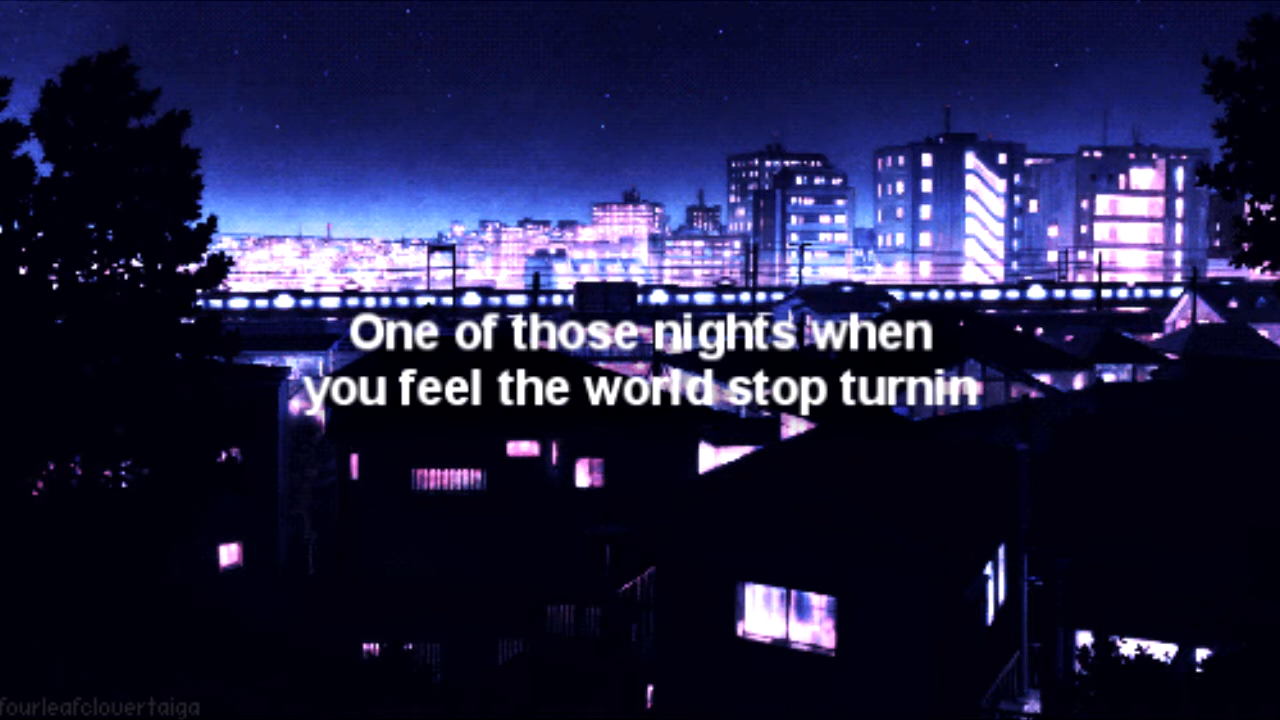 One of those nights when
you feel the world stop turnin
fourleafclovertaiga